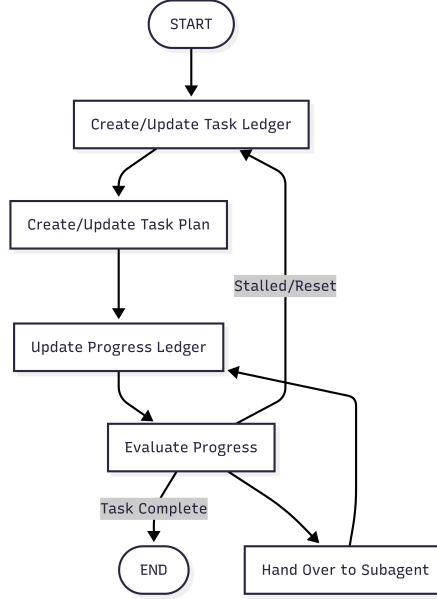 START
Create/Update Task Ledger
Create/Update Task Plan
Stalled/Reset
Update Progress Ledger
Evaluate Progress
Task Complete
END
Hand Over to Subagent